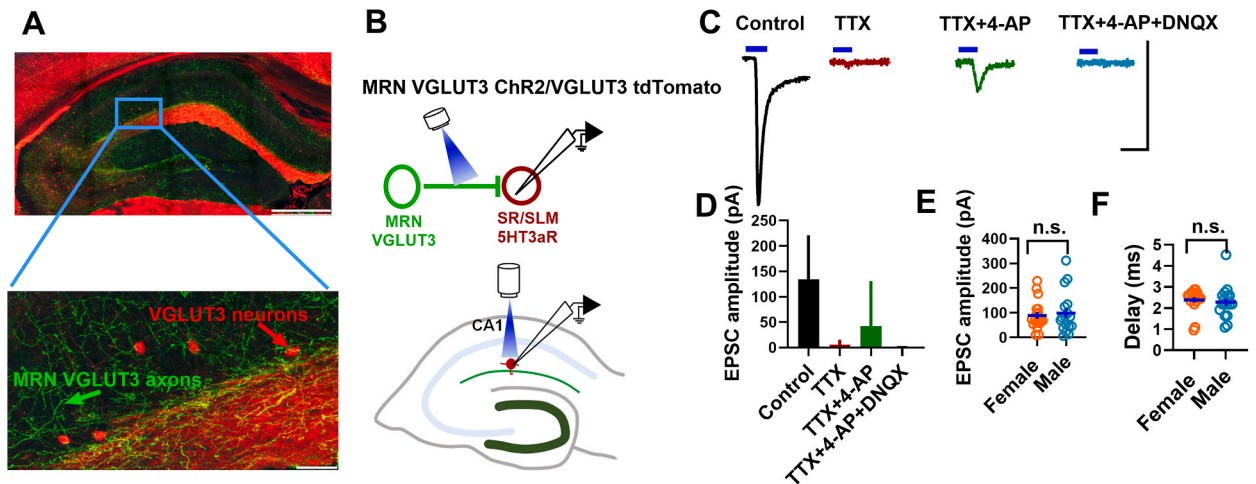 A
VGLUT3 neurons
MRN VGLUT3 axons
B
MRN VGLUT3 ChR2/VGLUT3 tdTomato
MRN
VGLUT3
SR/SLM
5HT3aR
CA1
C
Control
TTX
TTX+4-AP
TTX+4-AP+DNQX
D
EPSC amplitude (pA)
250
200
150
100
50
0
Control
TTX
TTX+4-AP
TTX+4-AP+DNQX
E
EPSC amplitude (pA)
n.s.
400
300
200
100
0
Female
Male
F
Delay (ms)
n.s.
5
4
3
2
1
0
Female
Male